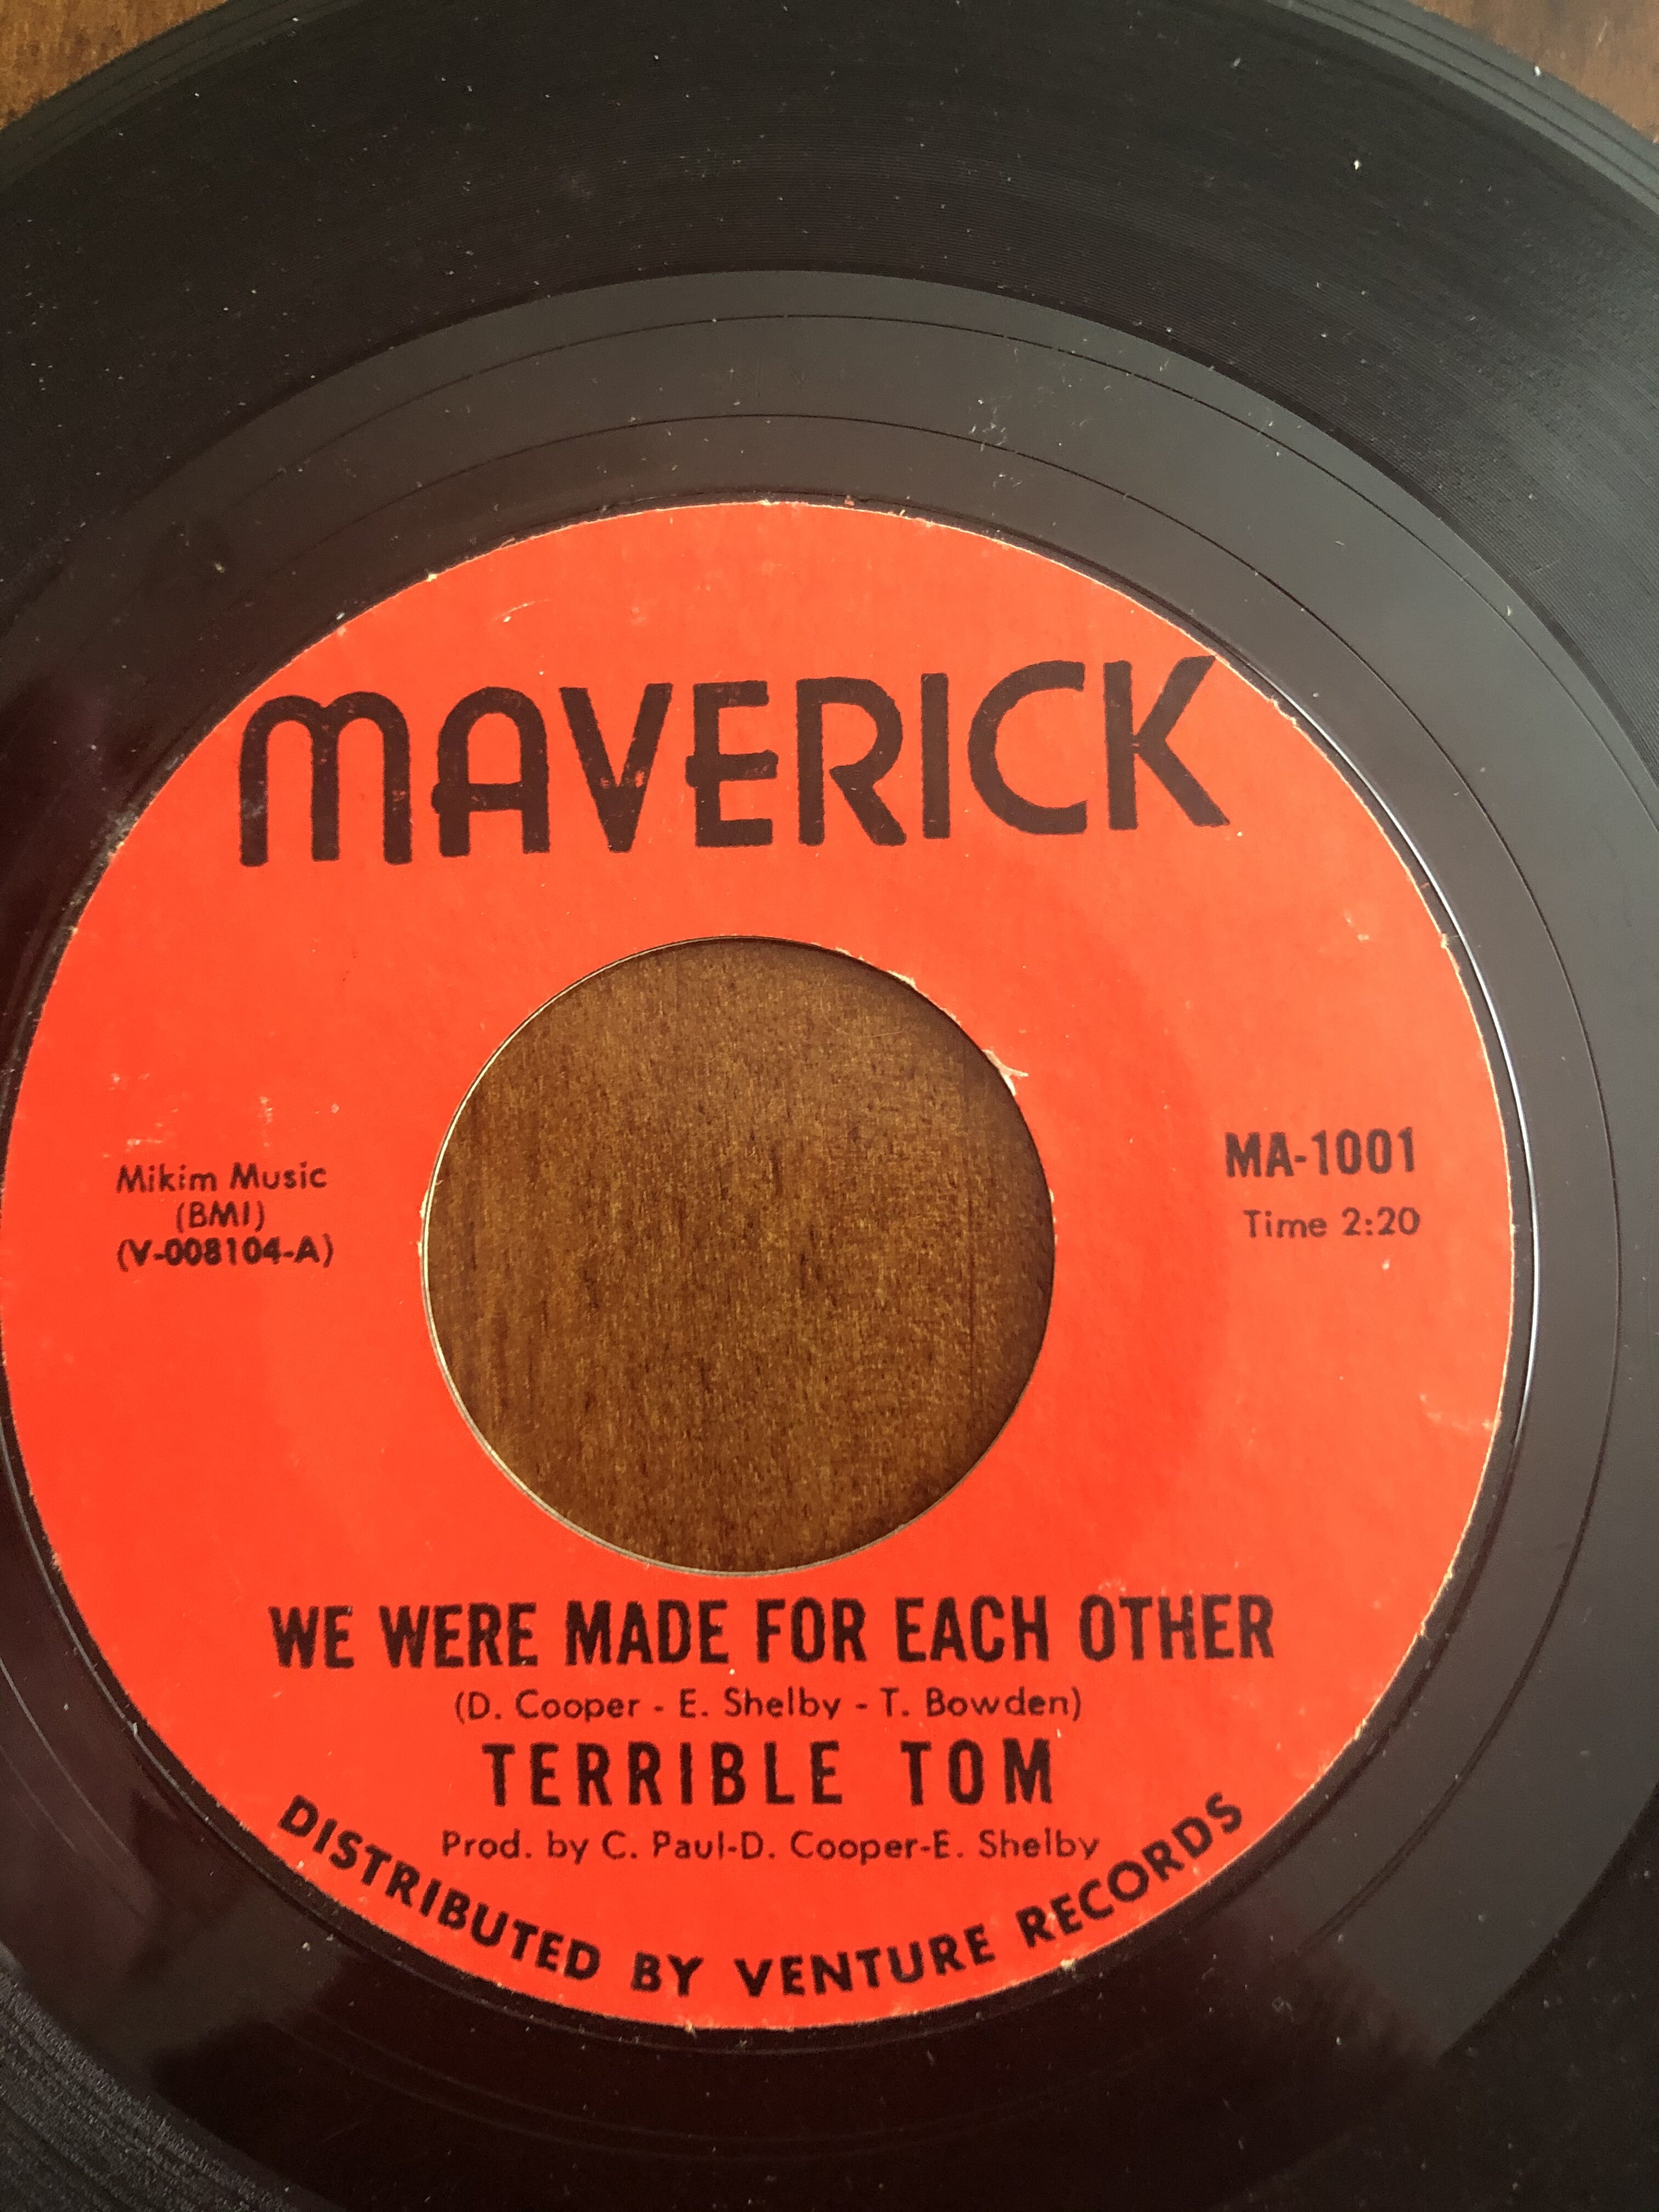 MAVERICK
Mikim Music
(BMI)
(V-008104-A)
MA-1001
Time 2:20
WE WERE MADE FOR EACH OTHER
(D. Cooper - E. Shelby - T. Bowden)
TERRIBLE TOM
Prod. by C. Paul-D. Cooper-E. Shelby
DISTRIBUTED BY VENTURE RECORDS